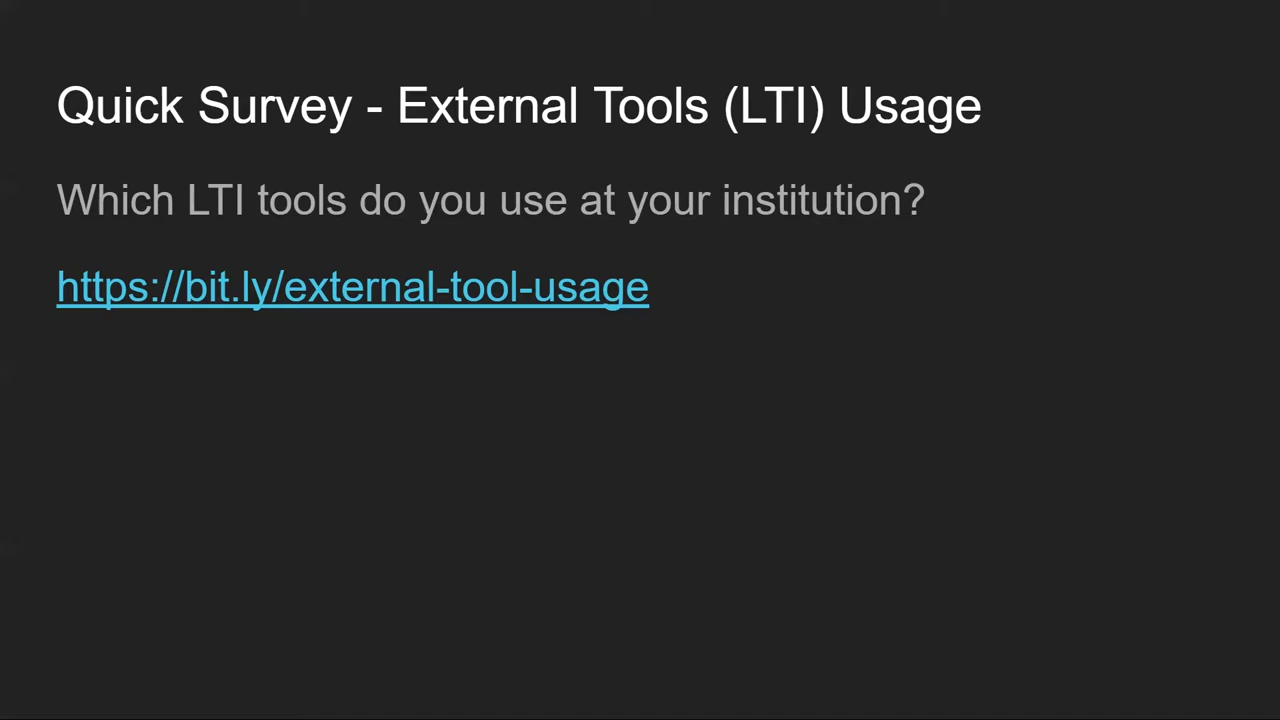 Quick Survey - External Tools (LTI) Usage
Which LTI tools do you use at your institution?
https://bit.ly/external-tool-usage